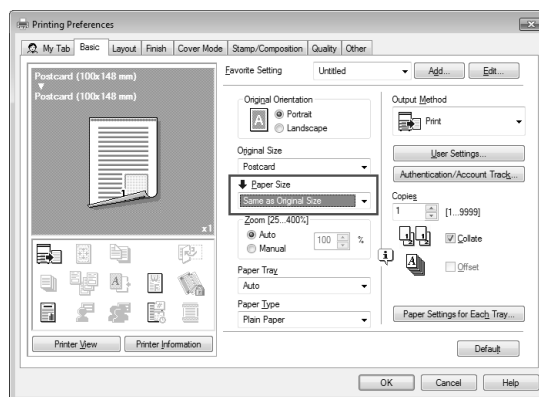 Printing Preferences
My Tab Basic Layout Finish Cover Mode Stamp/Composition Quality Other
Postcard (100x148 mm)
Postcard (100x148 mm)
1
x1
Printer View Printer Information
Favorite Setting Untitled Add... Edit...
Original Orientation
A
Portrait
Landscape
Original Size
Postcard
Paper Size
Same as Original Size
Zoom [25...400%]
Auto
Manual
100 %
Paper Tray
Auto
Paper Type
Plain Paper
Output Method
Print
User Settings...
Authentication/Account Track...
Copies
1 [1...9999]
Collate
Offset
Paper Settings for Each Tray...
Default
OK Cancel Help